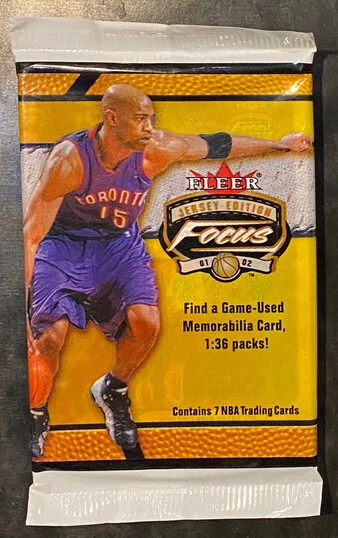 TORONTO
15
FLEER
JERSEY EDITION
Focus
01 02
TM
Find a Game-Used
Memorabilia Card,
1:36 packs!
Contains 7 NBA Trading Cards